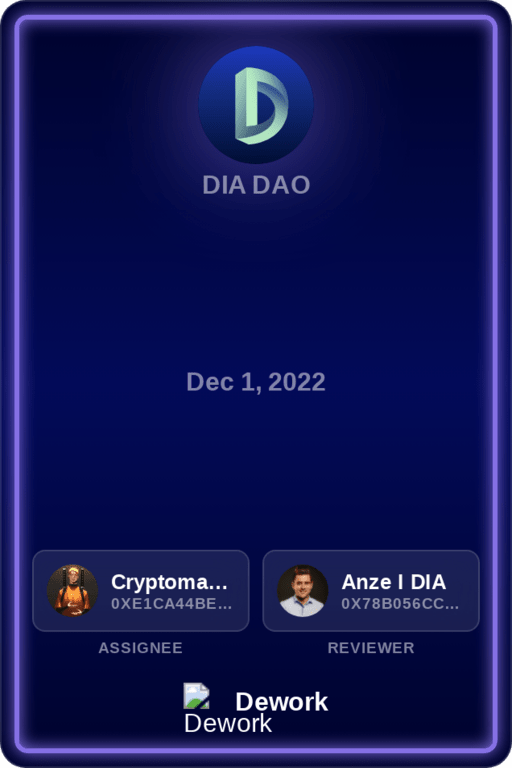 DIA DAO
Dec 1, 2022
Cryptoma...
0XE1CA44BE...
Anze I DIA
0X78B056CC...
ASSIGNEE
REVIEWER
Dework
Dework